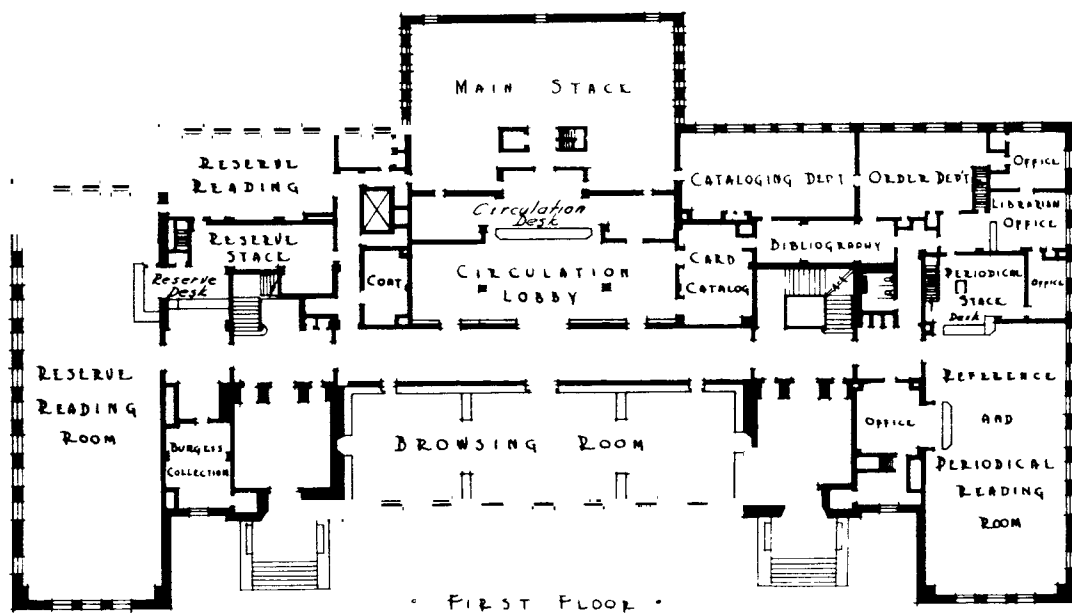 MAIN STACK
RESERVE
READING
CATALOGING DEPT
ORDER DEP'T
OFFICE
LIBRARIAN
OFFICE
Circulation
Desk
RESERVE
STACK
BIBLIOGRAPHY
Reserve
Desk
COAT
CIRCULATION
LOBBY
CARD
CATALOG
PERIODICAL
STACK
Desk
OFFICE
RESERVE
READING
ROOM
BURGESS
COLLECTION
BROWSING ROOM
OFFICE
REFERENCE
AND
PERIODICAL
READING
ROOM
· FIRST FLOOR ·